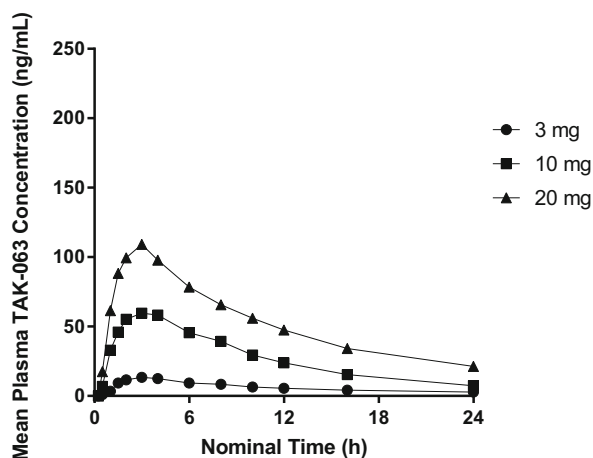 Mean Plasma TAK-063 Concentration (ng/mL)
250
200
150
100
50
0
0
6
12
18
24
Nominal Time (h)
3 mg
10 mg
20 mg